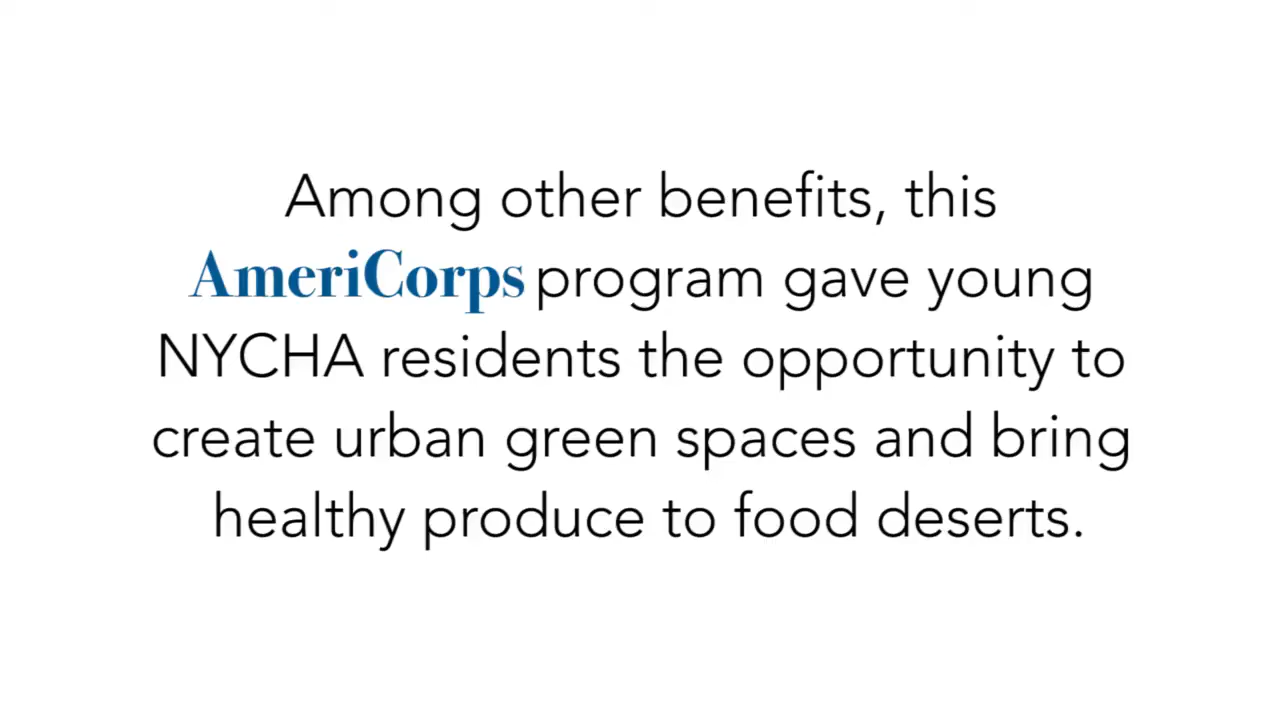 Among other benefits, this
AmeriCorps program gave young
NYCHA residents the opportunity to
create urban green spaces and bring
healthy produce to food deserts.